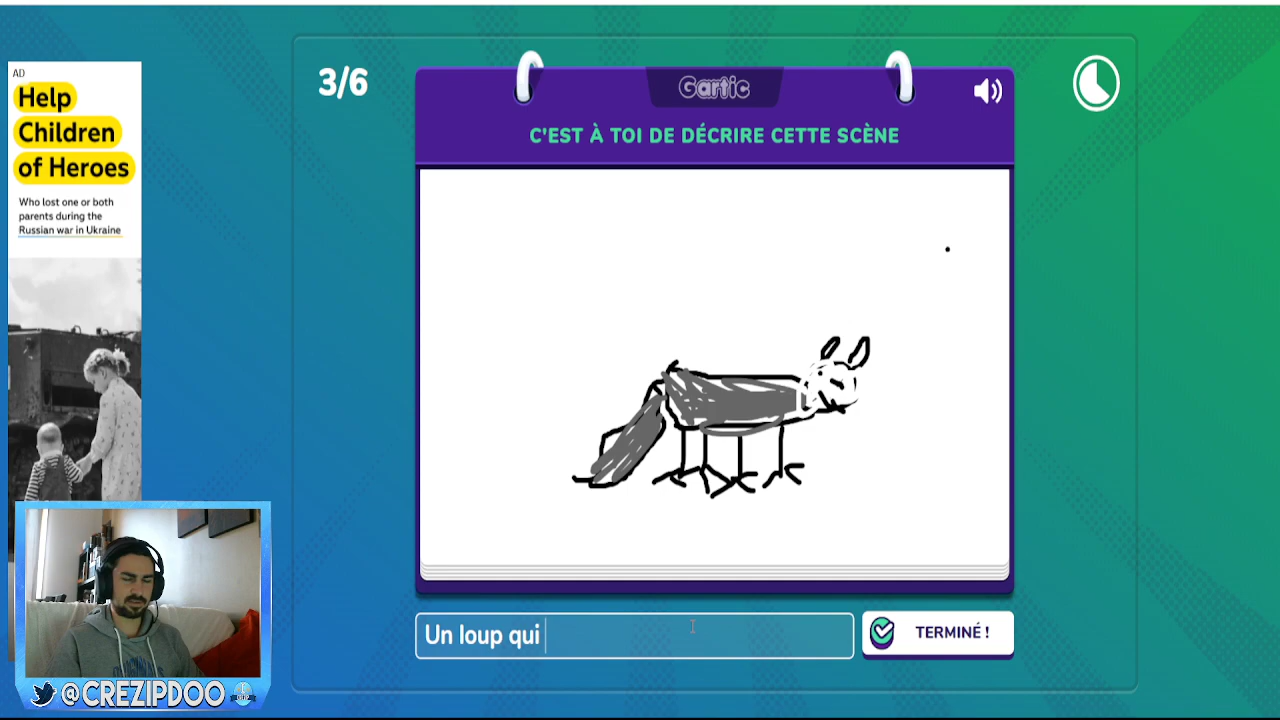 AD
Help
Children
of Heroes
Who lost one or both
parents during the
Russian war in Ukraine
3/6
Gartic
C'EST À TOI DE DÉCRIRE CETTE SCÈNE
Un loup qui
TERMINÉ !
@CREZIPDOO